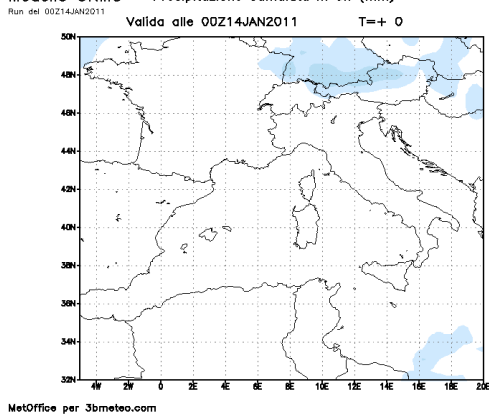 Run del 00Z14JAN2011
Valida alle 00Z14JAN2011 T=+ 0
50N
48N
46N
44N
42N
40N
38N
36N
34N
32N
4W 2W 0 2E 4E 6E 8E 10E 12E 14E 16E 18E 20E
MetOffice per 3bmeteo.com